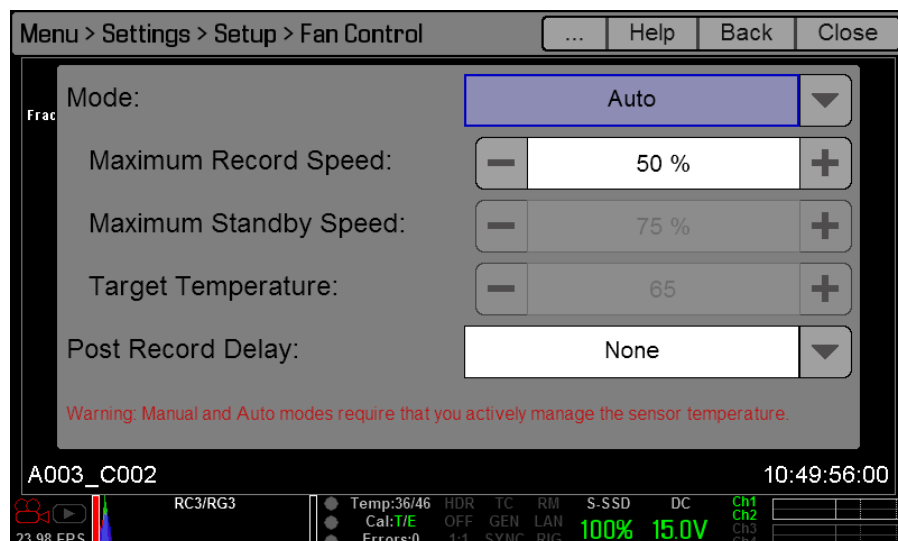 Menu > Settings > Setup > Fan Control
... Help Back Close
Frac
Mode: Auto
Maximum Record Speed: 50 %
Maximum Standby Speed: 75 %
Target Temperature: 65
Post Record Delay: None
Warning: Manual and Auto modes require that you actively manage the sensor temperature.
A003_C002 10:49:56:00
RC3/RG3 Temp:36/46 HDR TC RM S-SSD DC Ch1
Cal:T/E OFF GEN LAN 100% 15.0V Ch2
23.98 FPS Errors:0 1:1 SYNC RIG Ch3
Ch4